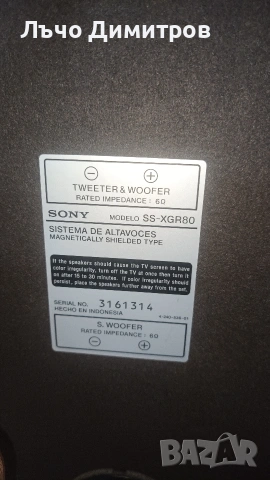 Лъчо Димитров
TWEETER & WOOFER
RATED IMPEDANCE : 6Ω
SONY MODELO SS-XGR80
SISTEMA DE ALTAVOCES
MAGNETICALLY SHIELDED TYPE
If the speakers should cause the TV screen to have
color irregularity, turn off the TV at once then turn it
on after 15 to 30 minutes. If color irregularity should
persist, place the speakers further away from the set.
SERIAL NO. 3161314
HECHO EN INDONESIA
S. WOOFER
RATED IMPEDANCE : 6Ω
BAZAR